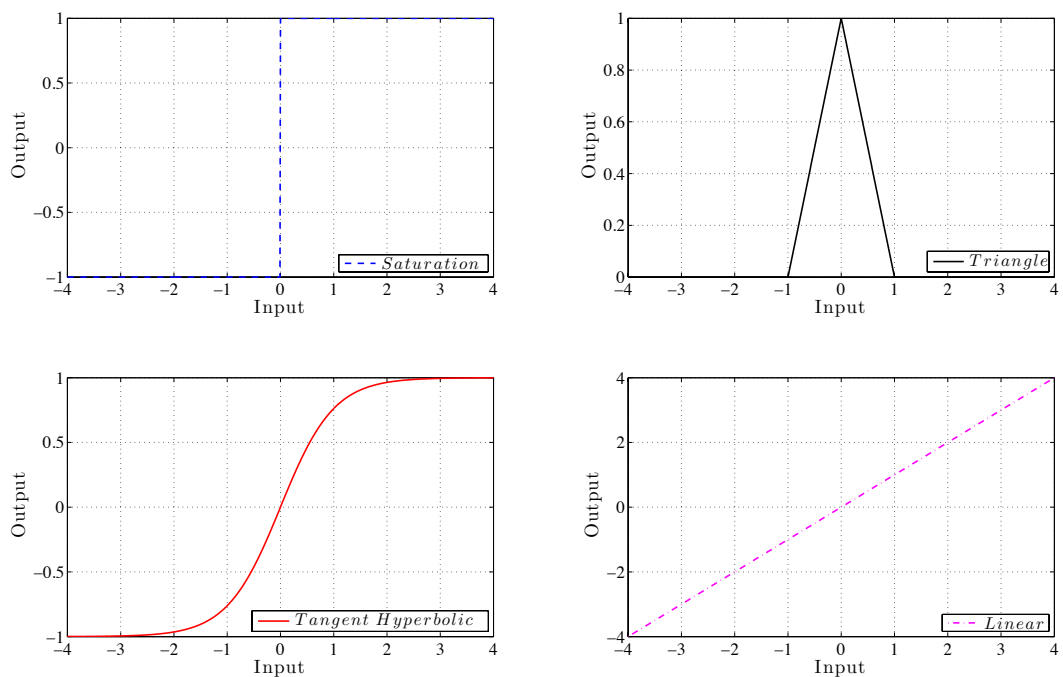 1
0.5
0
−0.5
−1
Output
−4 −3 −2 −1 0 1 2 3 4
Input
Saturation
1
0.8
0.6
0.4
0.2
0
Output
−4 −3 −2 −1 0 1 2 3 4
Input
Triangle
1
0.5
0
−0.5
−1
Output
−4 −3 −2 −1 0 1 2 3 4
Input
Tangent Hyperbolic
4
2
0
−2
−4
Output
−4 −3 −2 −1 0 1 2 3 4
Input
Linear